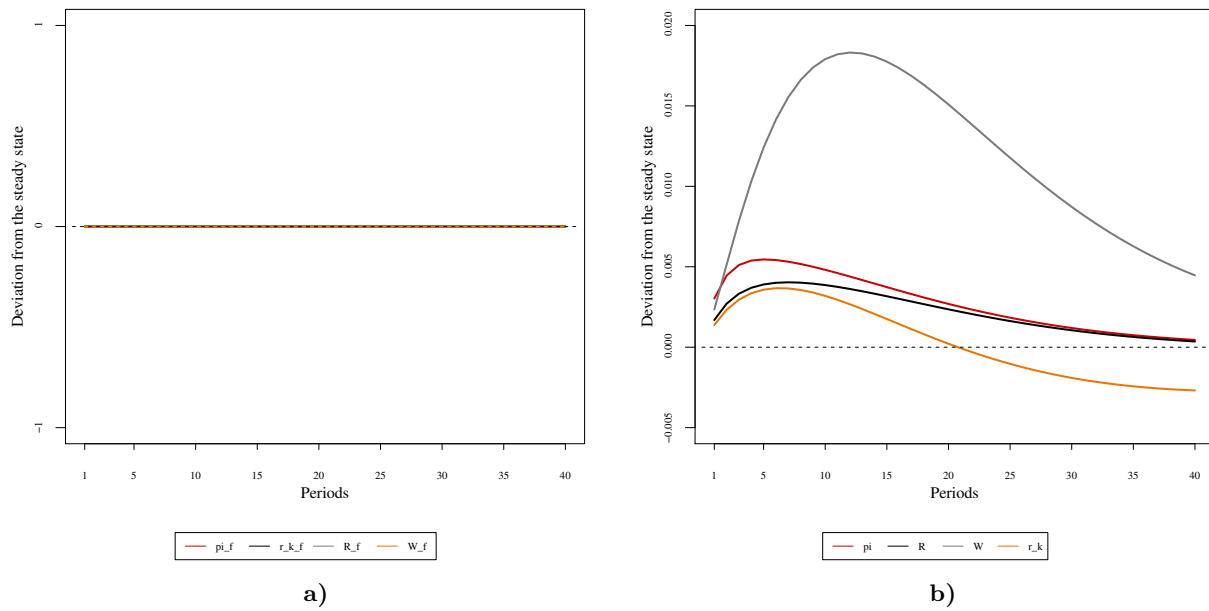 1
0
-1
Deviation from the steady state
1 5 10 15 20 25 30 35 40
Periods
pi_f r_k_f R_f W_f
a)
0.020
0.015
0.010
0.005
0.000
−0.005
Deviation from the steady state
1 5 10 15 20 25 30 35 40
Periods
pi R W r_k
b)